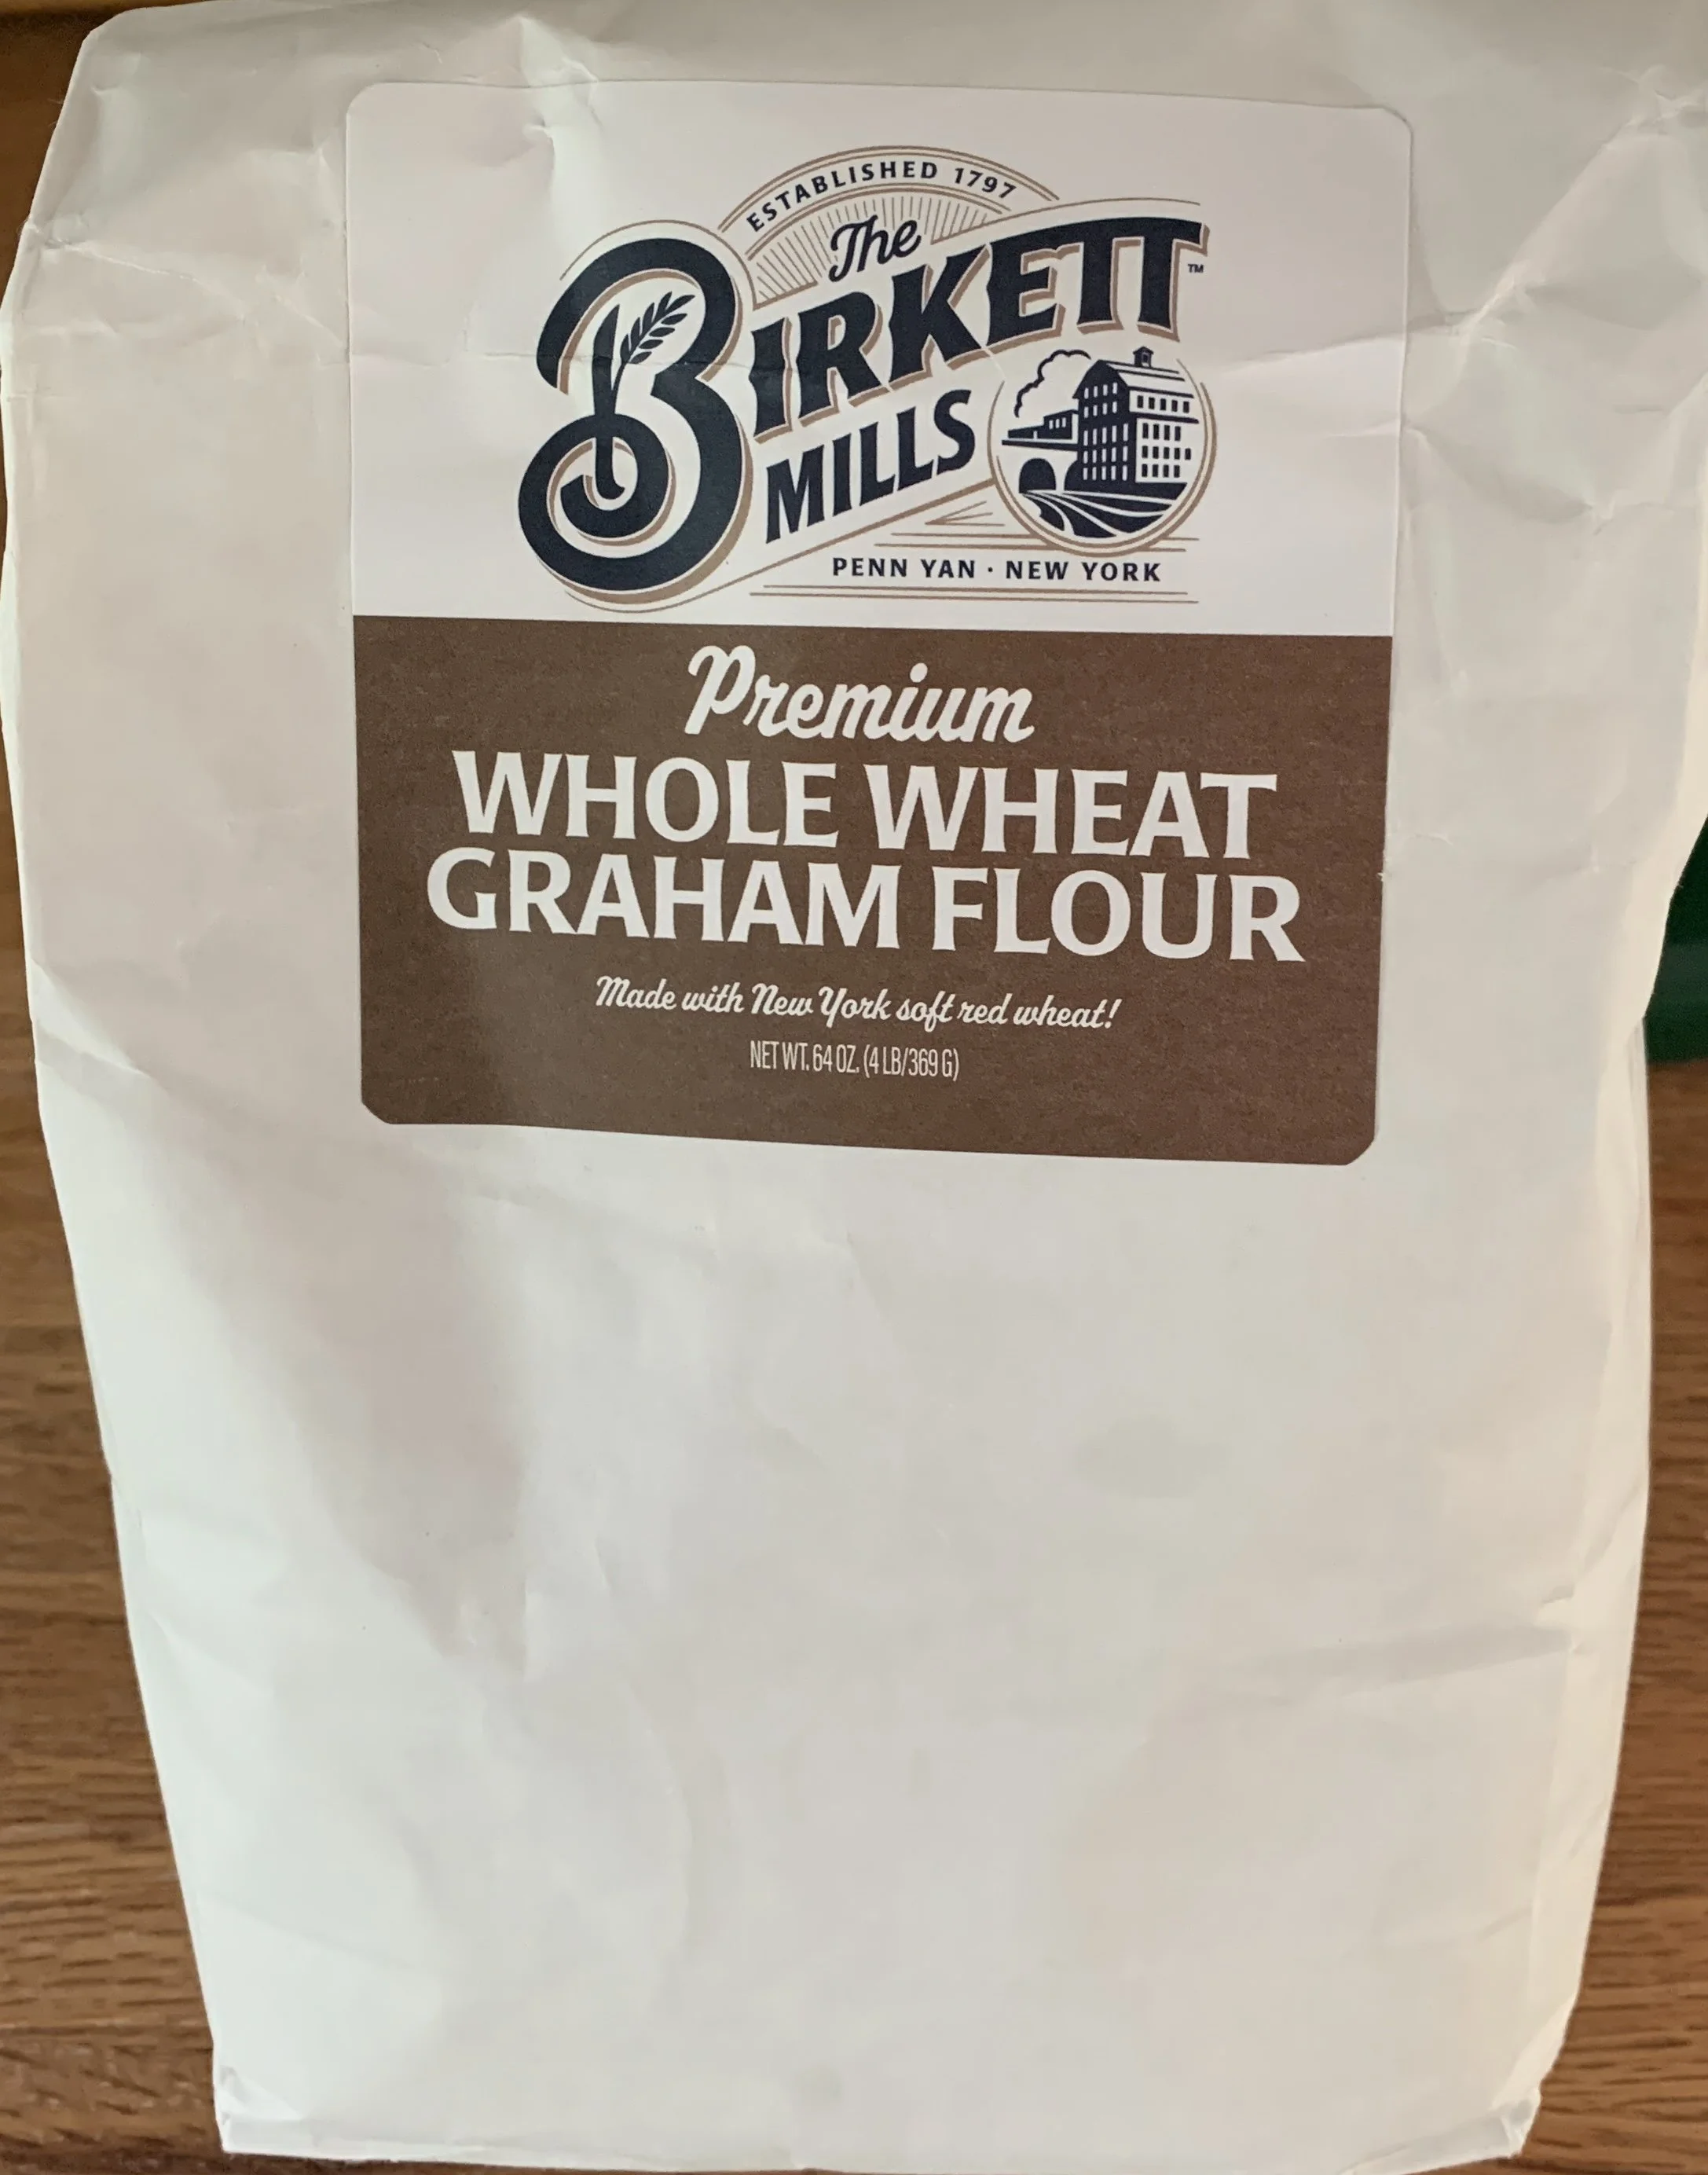 ESTABLISHED 1797
The
BIRKETT™
MILLS
PENN YAN · NEW YORK
Premium
WHOLE WHEAT
GRAHAM FLOUR
Made with New York soft red wheat!
NET WT. 64 OZ. (4 LB/369 G)